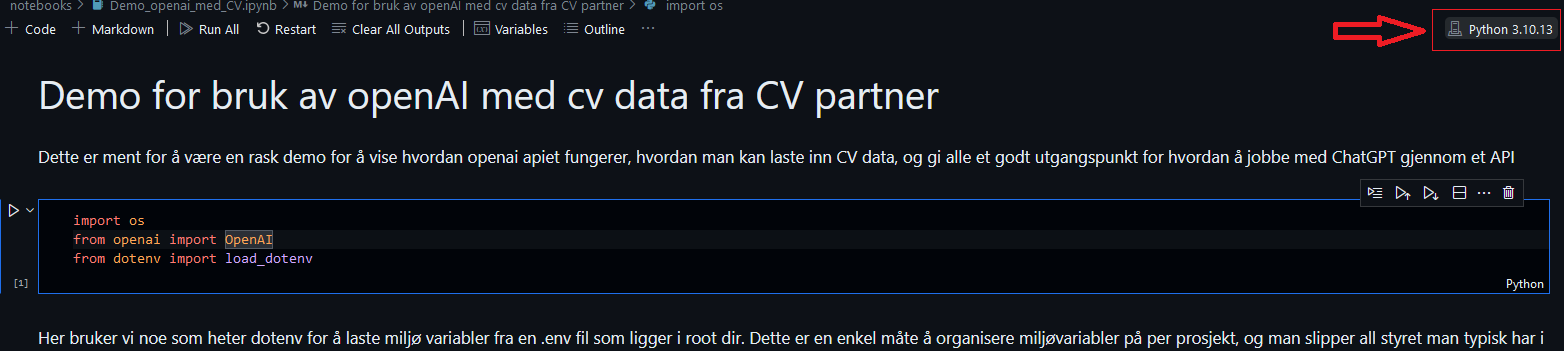 notebooks > Demo_openai_med_CV.ipynb > M↓ Demo for bruk av openAI med cv data fra CV partner > import os
+ Code + Markdown Run All Restart Clear All Outputs Variables Outline ... Python 3.10.13
Demo for bruk av openAI med cv data fra CV partner
Dette er ment for å være en rask demo for å vise hvordan openai apiet fungerer, hvordan man kan laste inn CV data, og gi alle et godt utgangspunkt for hvordan å jobbe med ChatGPT gjennom et API
import os
from openai import OpenAI
from dotenv import load_dotenv
[1]
Python
Her bruker vi noe som heter dotenv for å laste miljø variabler fra en .env fil som ligger i root dir. Dette er en enkel måte å organisere miljøvariabler på per prosjekt, og man slipper all styret man typisk har i